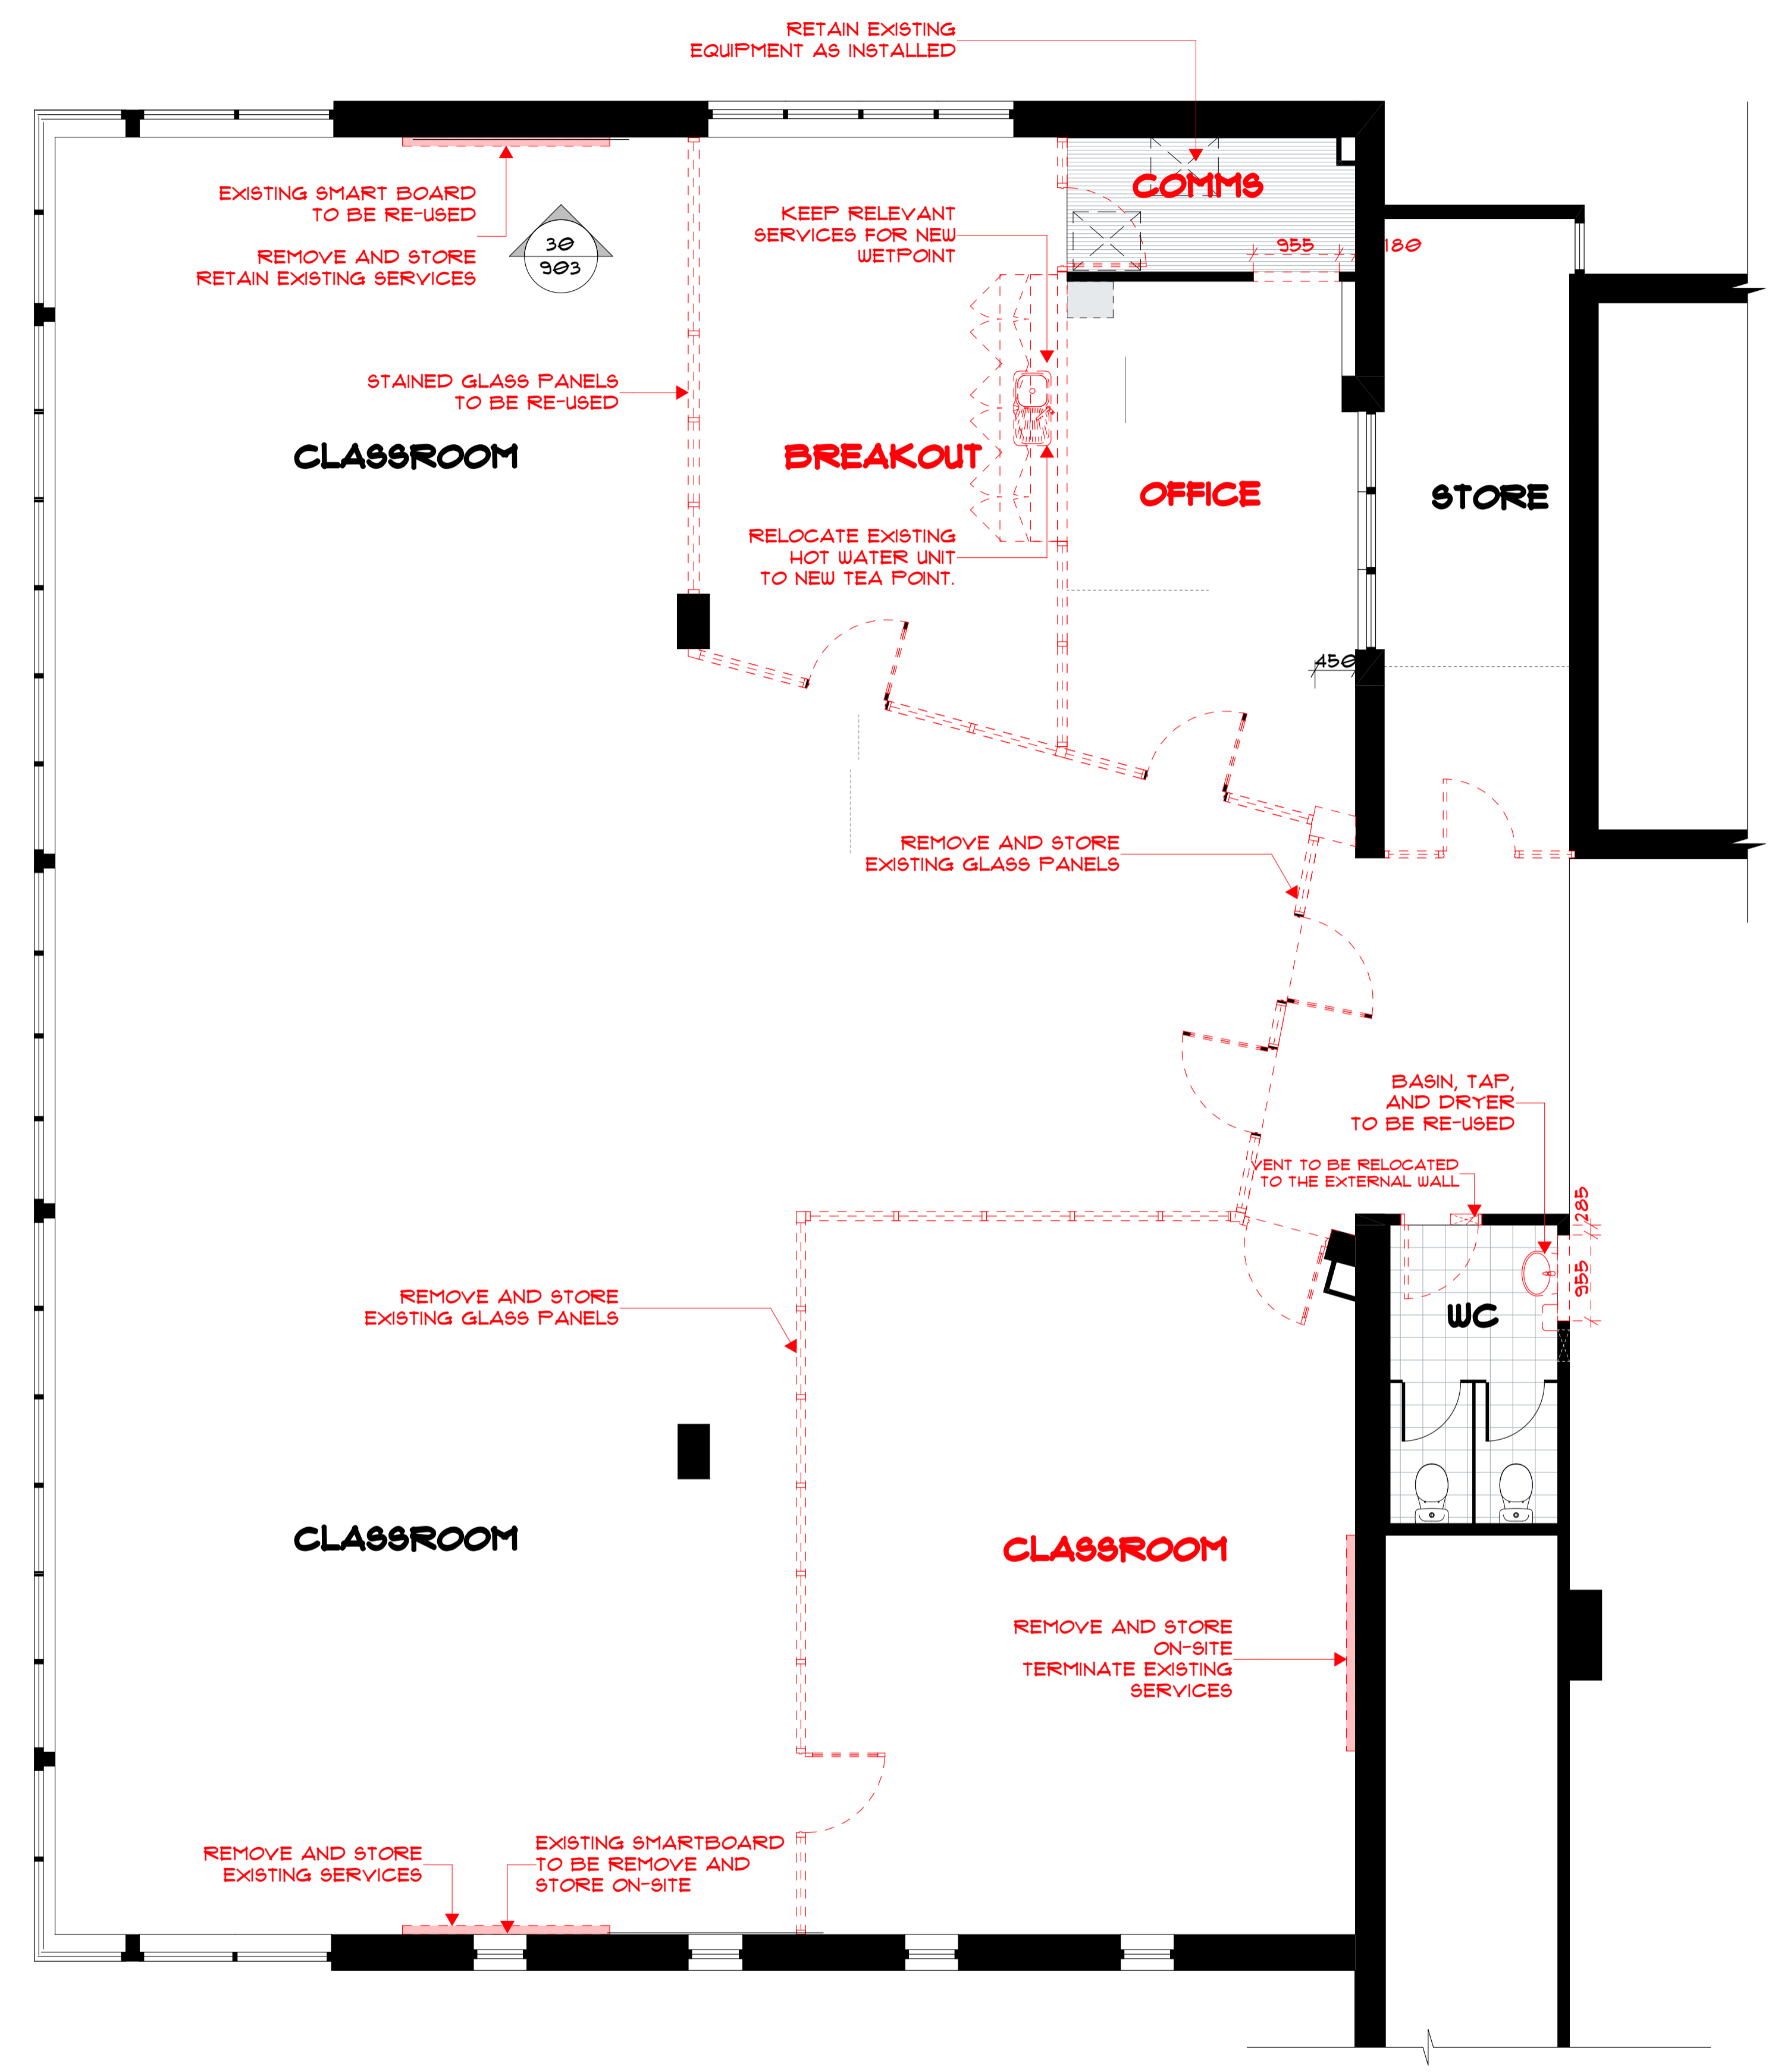 RETAIN EXISTING
EQUIPMENT AS INSTALLED
EXISTING SMART BOARD
TO BE RE-USED
REMOVE AND STORE
RETAIN EXISTING SERVICES
30
903
KEEP RELEVANT
SERVICES FOR NEW
WETPOINT
COMMS
955
180
STAINED GLASS PANELS
TO BE RE-USED
CLASSROOM
BREAKOUT
OFFICE
STORE
RELOCATE EXISTING
HOT WATER UNIT
TO NEW TEA POINT.
450
REMOVE AND STORE
EXISTING GLASS PANELS
BASIN, TAP,
AND DRYER
TO BE RE-USED
VENT TO BE RELOCATED
TO THE EXTERNAL WALL
285
955
WC
REMOVE AND STORE
EXISTING GLASS PANELS
CLASSROOM
CLASSROOM
REMOVE AND STORE
ON-SITE
TERMINATE EXISTING
SERVICES
REMOVE AND STORE
EXISTING SERVICES
EXISTING SMARTBOARD
TO BE REMOVE AND
STORE ON-SITE